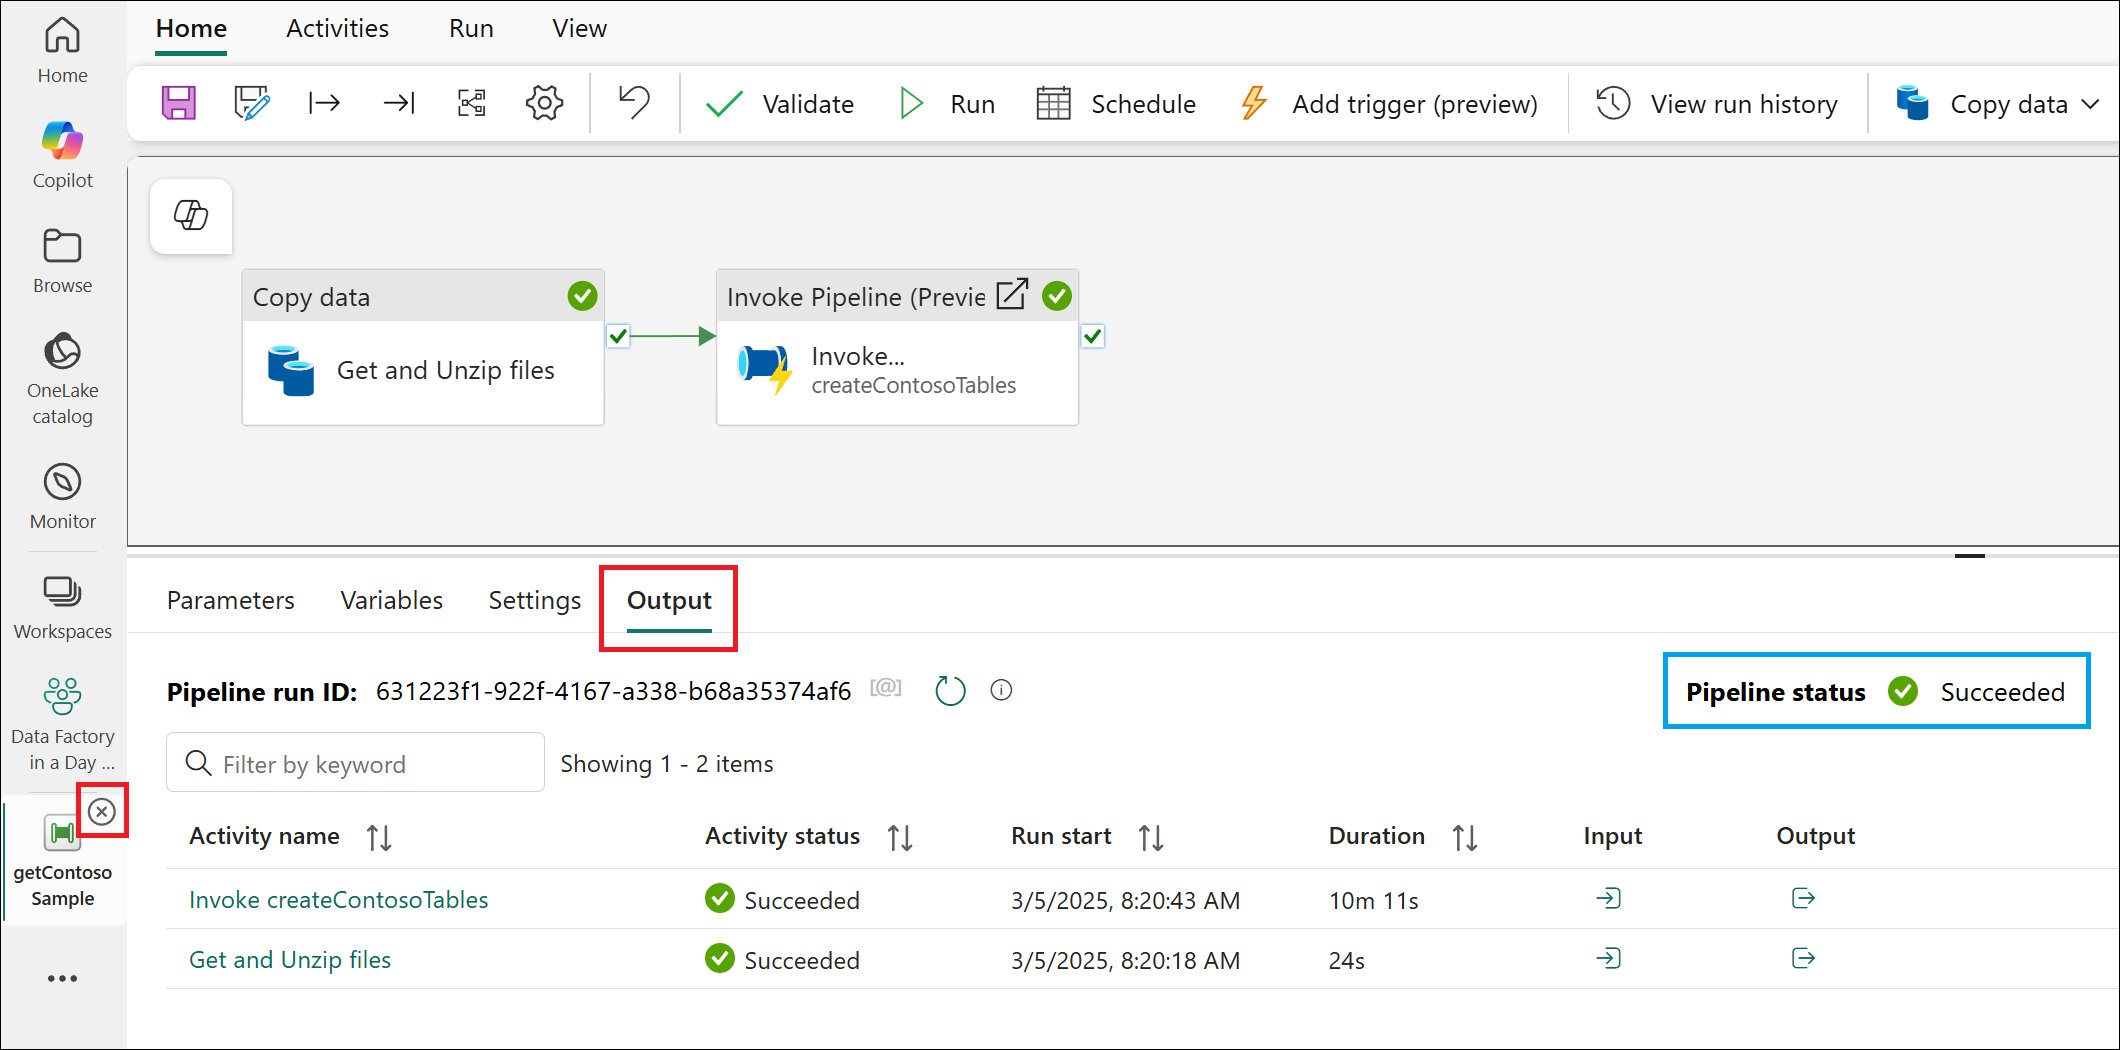 Home
Activities
Run
View
Home
Copilot
Browse
OneLake
catalog
Monitor
Workspaces
Data Factory
in a Day ...
getContoso
Sample
Validate
Run
Schedule
Add trigger (preview)
View run history
Copy data
Copy data
Get and Unzip files
Invoke Pipeline (Previe
Invoke...
createContosoTables
Parameters
Variables
Settings
Output
Pipeline run ID: 631223f1-922f-4167-a338-b68a35374af6 [@]
Pipeline status Succeeded
Filter by keyword
Showing 1 - 2 items
Activity name Activity status Run start Duration Input Output
Invoke createContosoTables Succeeded 3/5/2025, 8:20:43 AM 10m 11s
Get and Unzip files Succeeded 3/5/2025, 8:20:18 AM 24s